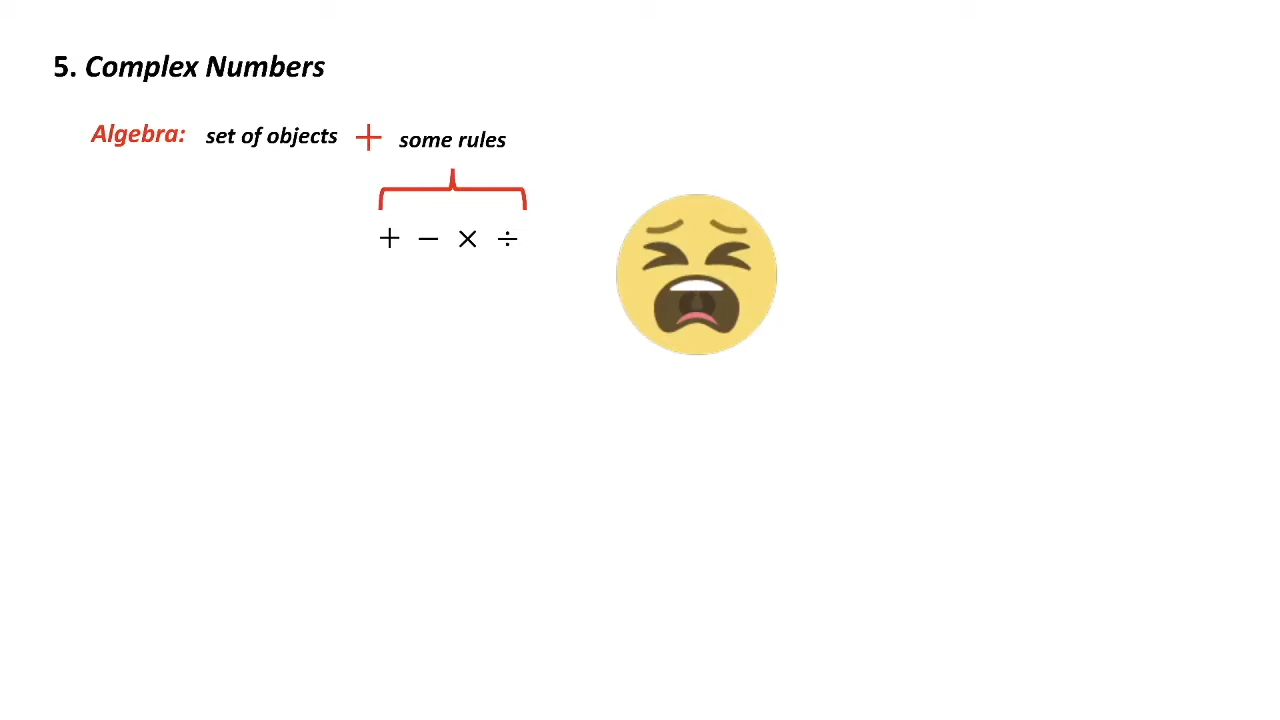 5. Complex Numbers
Algebra: set of objects + some rules
+ − × ÷